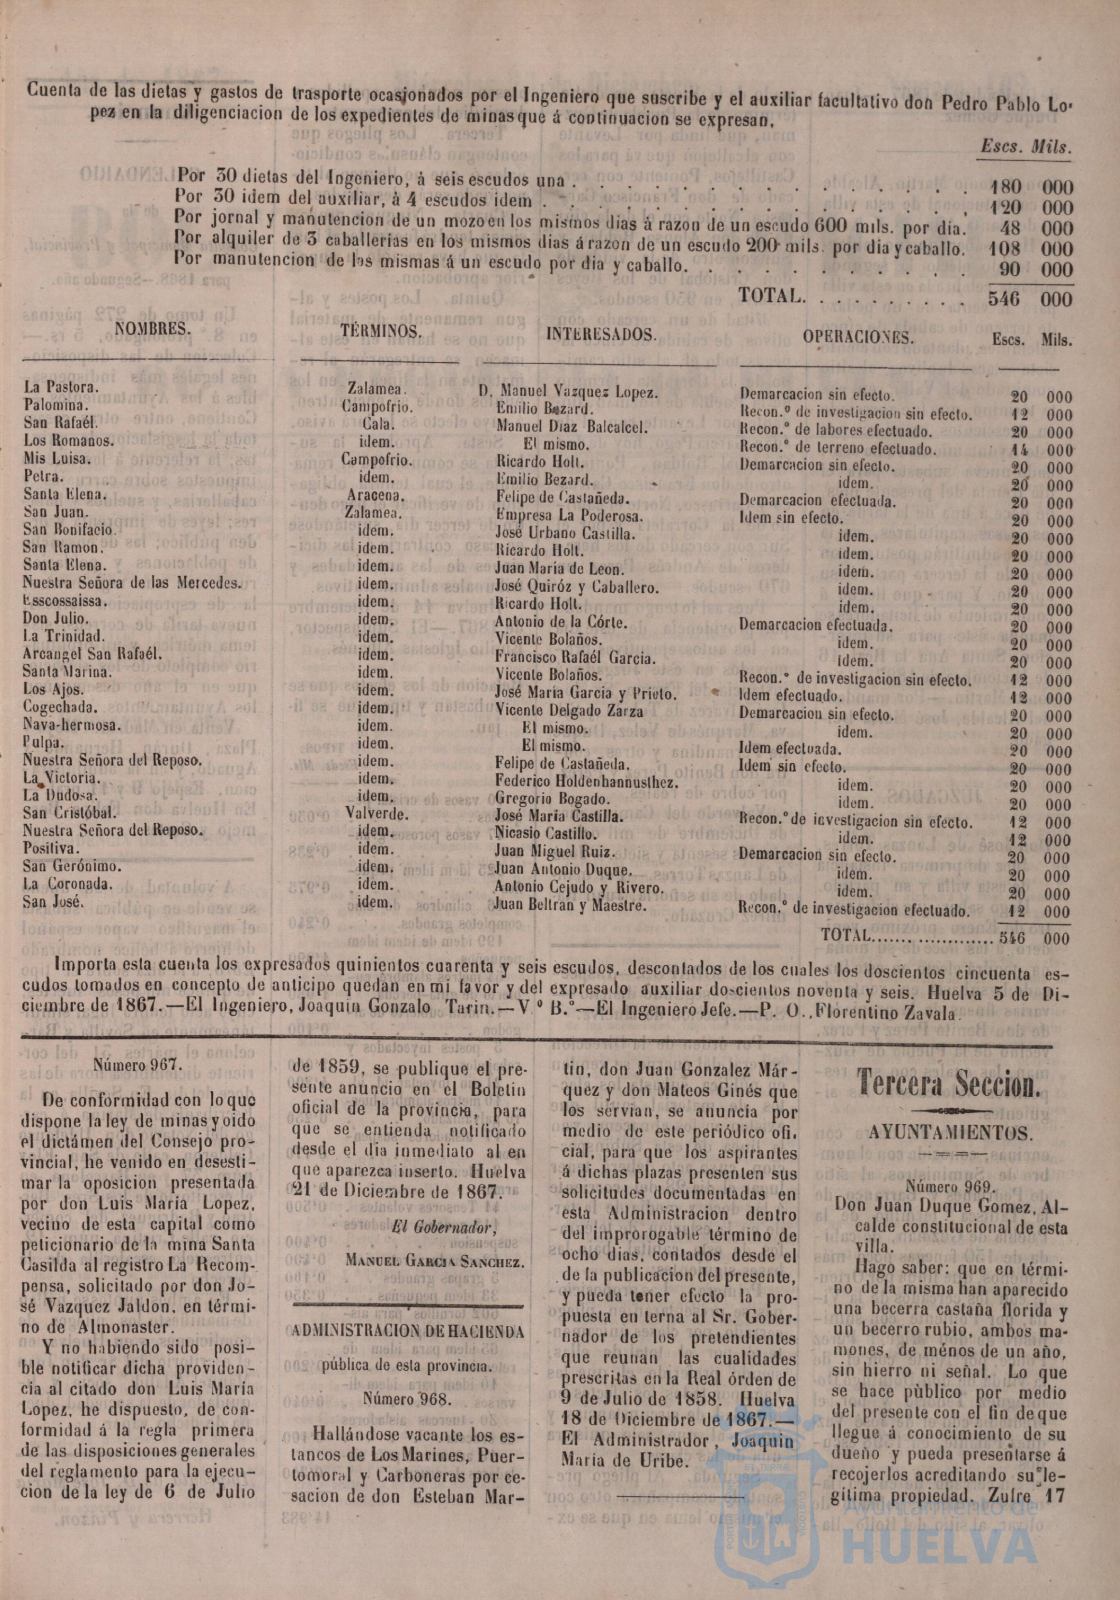 Cuenta de las dietas y gastos de trasporte ocasionados por el Ingeniero que suscribe y el auxiliar facultativo don Pedro Pablo Lo-
pez en la diligenciacion de los expedientes de minas que á continuacion se expresan.
Escs. Mils.
Por 30 dietas del Ingeniero, á seis escudos una . . . . . . . . . . . . 180 000
Por 30 idem del auxiliar, á 4 escudos idem . . . . . . . . . . . . . . 120 000
Por jornal y manutencion de un mozo en los mismos dias á razon de un escudo 600 mils. por dia. 48 000
Por alquiler de 3 caballerías en los mismos dias á razon de un escudo 200 mils. por dia y caballo. 108 000
Por manutencion de los mismas á un escudo por dia y caballo. . . . . . . . . 90 000
TOTAL. . . . . . . . . . 546 000
NOMBRES. TÉRMINOS. INTERESADOS. OPERACIONES. Escs. Mils.
La Pastora. Zalamea. D. Manuel Vazquez Lopez. Demarcacion sin efecto. 20 000
Palomina. Campofrio. Emilio Bezard. Recon.º de investigacion sin efecto. 12 000
San Rafaél. Cala. Manuel Diaz Balcalcel. Recon.º de labores efectuado. 20 000
Los Romanos. idem. El mismo. Recon.º de terreno efectuado. 14 000
Mis Luisa. Campofrio. Ricardo Holt. Demarcacion sin efecto. 20 000
Petra. idem. Emilio Bezard. idem. 20 000
Santa Elena. Aracena. Felipe de Castañeda. Demarcacion efectuada. 20 000
San Juan. Zalamea. Empresa La Poderosa. Idem sin efecto. 20 000
San Bonifacio. idem. José Urbano Castilla. idem. 20 000
San Ramon. idem. Ricardo Holt. idem. 20 000
Santa Elena. idem. Juan Maria de Leon. idem. 20 000
Nuestra Señora de las Mercedes. idem. José Quiróz y Caballero. idem. 20 000
Esscossaissa. idem. Ricardo Holt. idem. 20 000
Don Julio. idem. Antonio de la Córte. Demarcacion efectuada. 20 000
La Trinidad. idem. Vicente Bolaños. idem. 20 000
Arcangel San Rafaél. idem. Francisco Rafaél Garcia. idem. 20 000
Santa Marina. idem. Vicente Bolaños. Recon.º de investigacion sin efecto. 12 000
Los Ajos. idem. José María Garcia y Prieto. Idem efectuado. 12 000
Cogechada. idem. Vicente Delgado Zarza Demarcacion sin efecto. 20 000
Nava-hermosa. idem. El mismo. idem. 20 000
Pulpa. idem. El mismo. Idem efectuada. 20 000
Nuestra Señora del Reposo. idem. Felipe de Castañeda. Idem sin efecto. 20 000
La Victoria. idem. Federico Holdenhannusthez. idem. 20 000
La Dudosa. idem. Gregorio Bogado. idem. 20 000
San Cristóbal. Valverde. José María Castilla. Recon.º de investigacion sin efecto. 12 000
Nuestra Señora del Reposo. idem. Nicasio Castillo. idem. 12 000
Positiva. idem. Juan Miguel Ruiz. Demarcacion sin efecto. 20 000
San Gerónimo. idem. Juan Antonio Duque. idem. 20 000
La Coronada. idem. Antonio Cejudo y Rivero. idem. 20 000
San José. idem. Juan Beltran y Maestre. Recon.º de investigacion efectuado. 12 000
TOTAL.................... 546 000
Importa esta cuenta los expresados quinientos cuarenta y seis escudos, descontados de los cuales los doscientos cincuenta es-
cudos tomados en concepto de anticipo quedan en mi favor y del expresado auxiliar doscientos noventa y seis. Huelva 5 de Di-
ciembre de 1867.—El Ingeniero, Joaquin Gonzalo Tarin.—V.º B.º—El Ingeniero Jefe.—P. O., Florentino Zavala.
Número 967.
De conformidad con lo que
dispone la ley de minas y oido
el dictámen del Consejo pro-
vincial, he venido en desesti-
mar la oposicion presentada
por don Luis María Lopez,
vecino de esta capital como
peticionario de la mina Santa
Casilda al registro La Recom-
pensa, solicitado por don Jo-
sé Vazquez Jaldon, en térmi-
no de Almonaster.
Y no habiendo sido posi-
ble notificar dicha providen-
cia al citado don Luis María
Lopez, he dispuesto, de con-
formidad á la regla primera
de las disposiciones generales
del reglamento para la ejecu-
cion de la ley de 6 de Julio
de 1859, se publique el pre-
sente anuncio en el Boletin
oficial de la provincia, para
que se entienda notificado
desde el dia inmediato al en
que aparezca inserto. Huelva
21 de Diciembre de 1867.
El Gobernador,
MANUEL GARCIA SANCHEZ.
ADMINISTRACION DE HACIENDA
pública de esta provincia.
Número 968.
Hallándose vacante los es-
tancos de Los Marines, Puer-
tomoral y Carboneras por ce-
sacion de don Esteban Mar-
tin, don Juan Gonzalez Már-
quez y don Mateos Ginés que
los servian, se anuncia por
medio de este periódico ofi-
cial, para que los aspirantes
á dichas plazas presenten sus
solicitudes documentadas en
esta Administracion dentro
del improrogable término de
ocho dias, contados desde el
de la publicacion del presente,
y pueda tener efecto la pro-
puesta en terna al Sr. Gober-
nador de los pretendientes
que reunan las cualidades
prescritas en la Real órden de
9 de Julio de 1858. Huelva
18 de Diciembre de 1867.—
El Administrador, Joaquin
Maria de Uribe.
Tercera Seccion.
AYUNTAMIENTOS.
Número 969.
Don Juan Duque Gomez, Al-
calde constitucional de esta
villa.
Hago saber: que en térmi-
no de la misma han aparecido
una becerra castaña florida y
un becerro rubio, ambos ma-
mones, de ménos de un año,
sin hierro ni señal. Lo que
se hace público por medio
del presente con el fin de que
llegue á conocimiento de su
dueño y pueda presentarse á
recojerlos acreditando su le-
gítima propiedad. Zufre 17
Ayuntamiento de
HUELVA